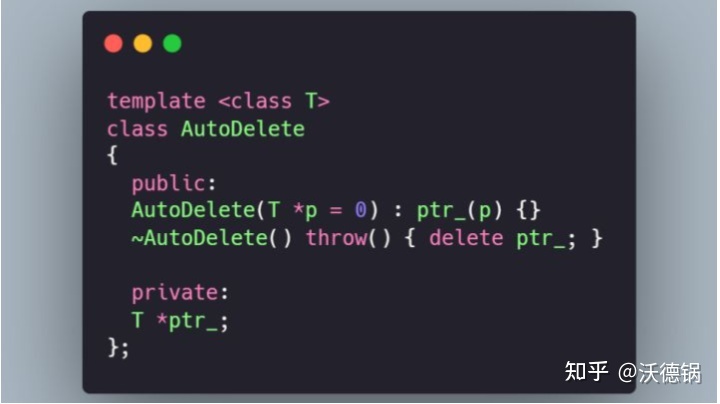 template <class T>
class AutoDelete
{
  public:
  AutoDelete(T *p = 0) : ptr_(p) {}
  ~AutoDelete() throw() { delete ptr_; }

  private:
  T *ptr_;
};
知乎 @沃德锅